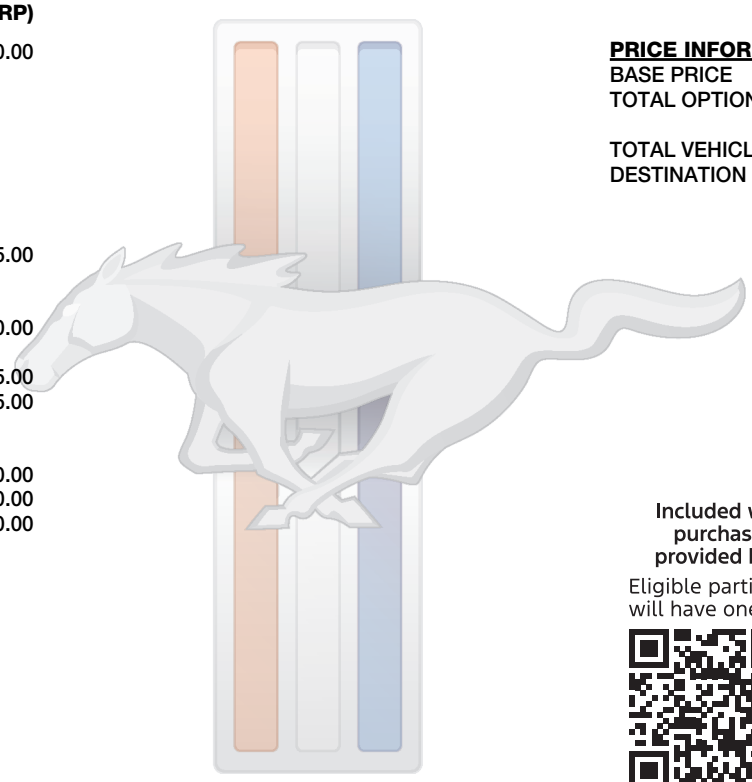 RP)
0.00
5.00
0.00
5.00
5.00
0.00
0.00
0.00
PRICE INFOR
BASE PRICE
TOTAL OPTION
TOTAL VEHICL
DESTINATION
Included w
purchas
provided b
Eligible parti
will have one